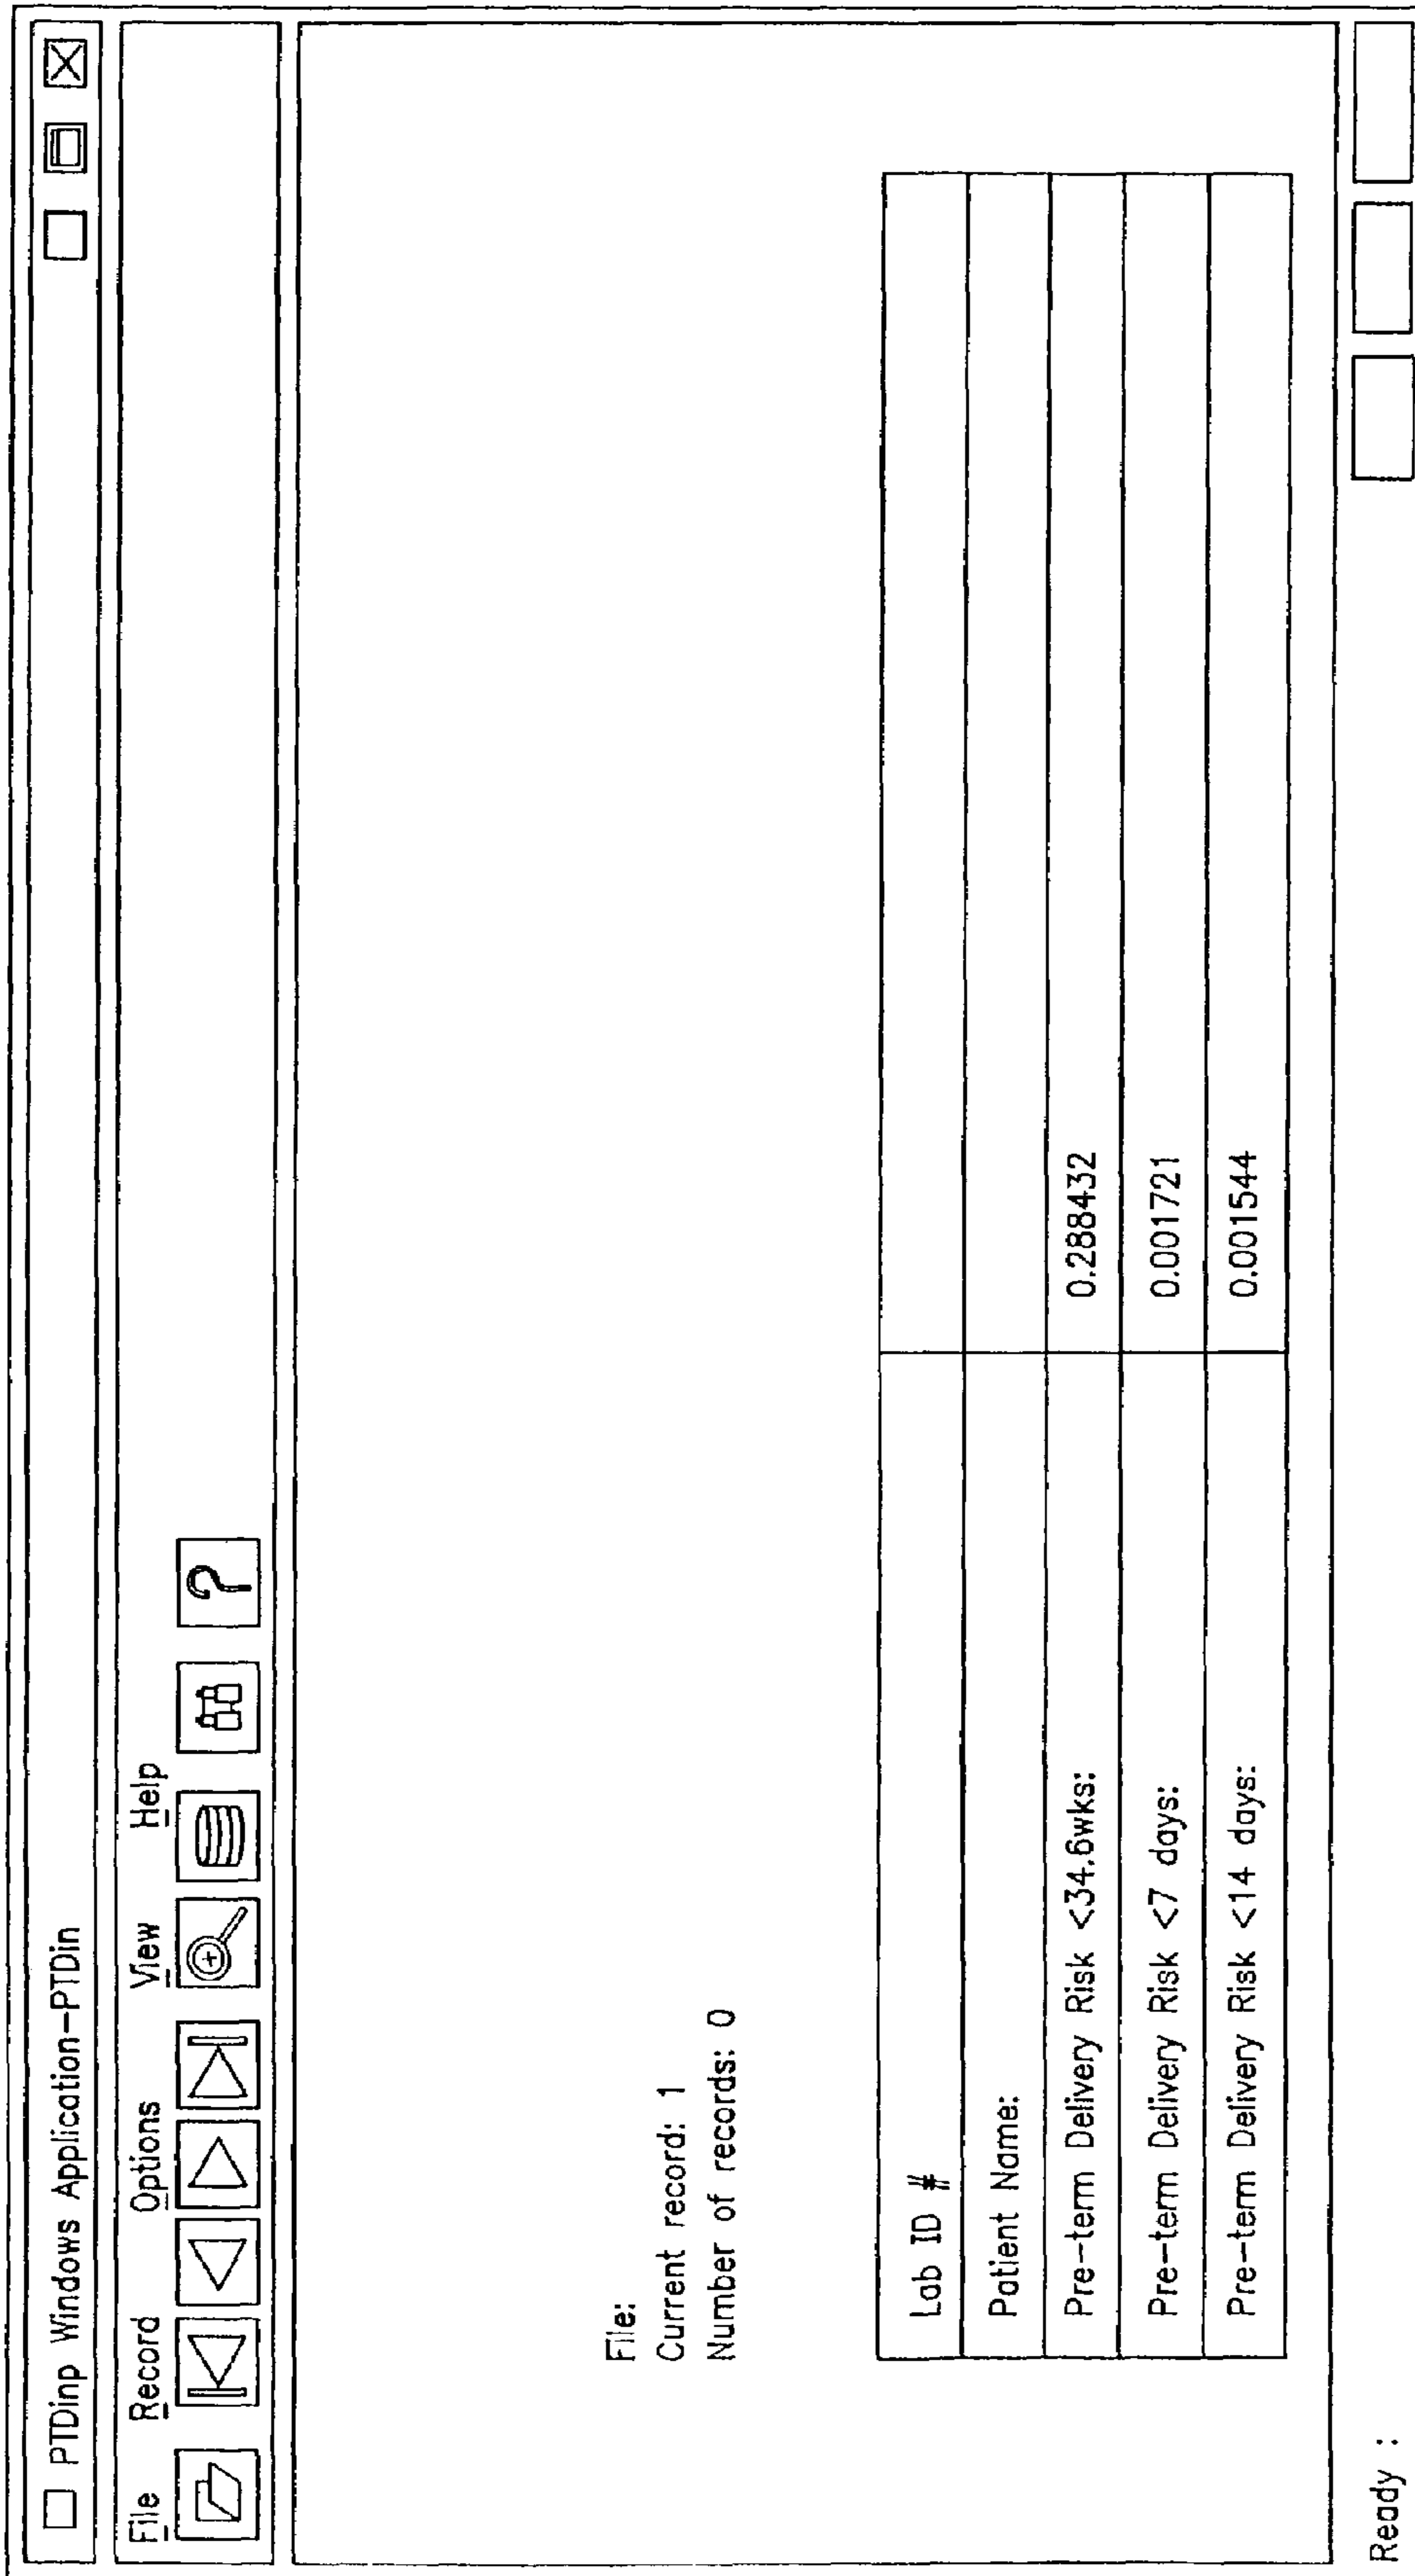 PTDinp Windows Application-PTDin
File Record Options View Help
?
File:
Current record: 1
Number of records: 0
Lab ID #
Patient Name:
Pre-term Delivery Risk <34.6wks: 0.288432
Pre-term Delivery Risk <7 days: 0.001721
Pre-term Delivery Risk <14 days: 0.001544
Ready :